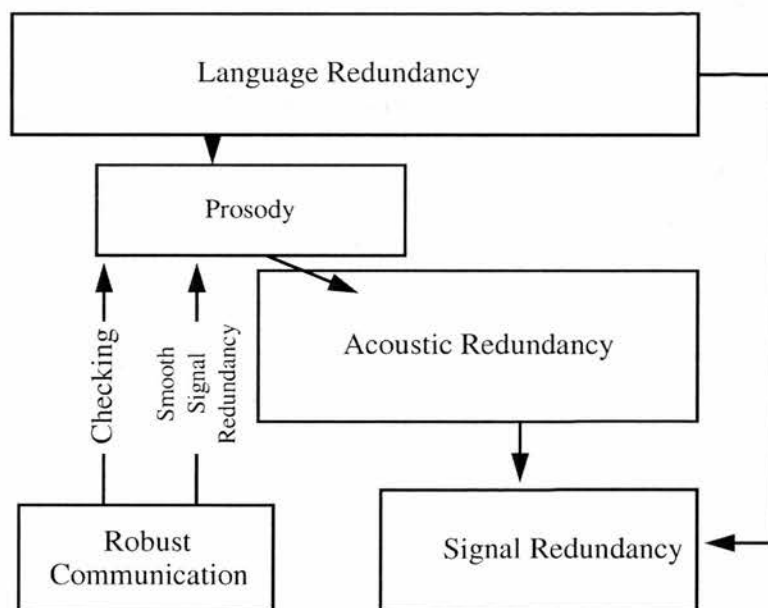 Language Redundancy
Prosody
Acoustic Redundancy
Checking
Smooth
Signal
Redundancy
Robust
Communication
Signal Redundancy